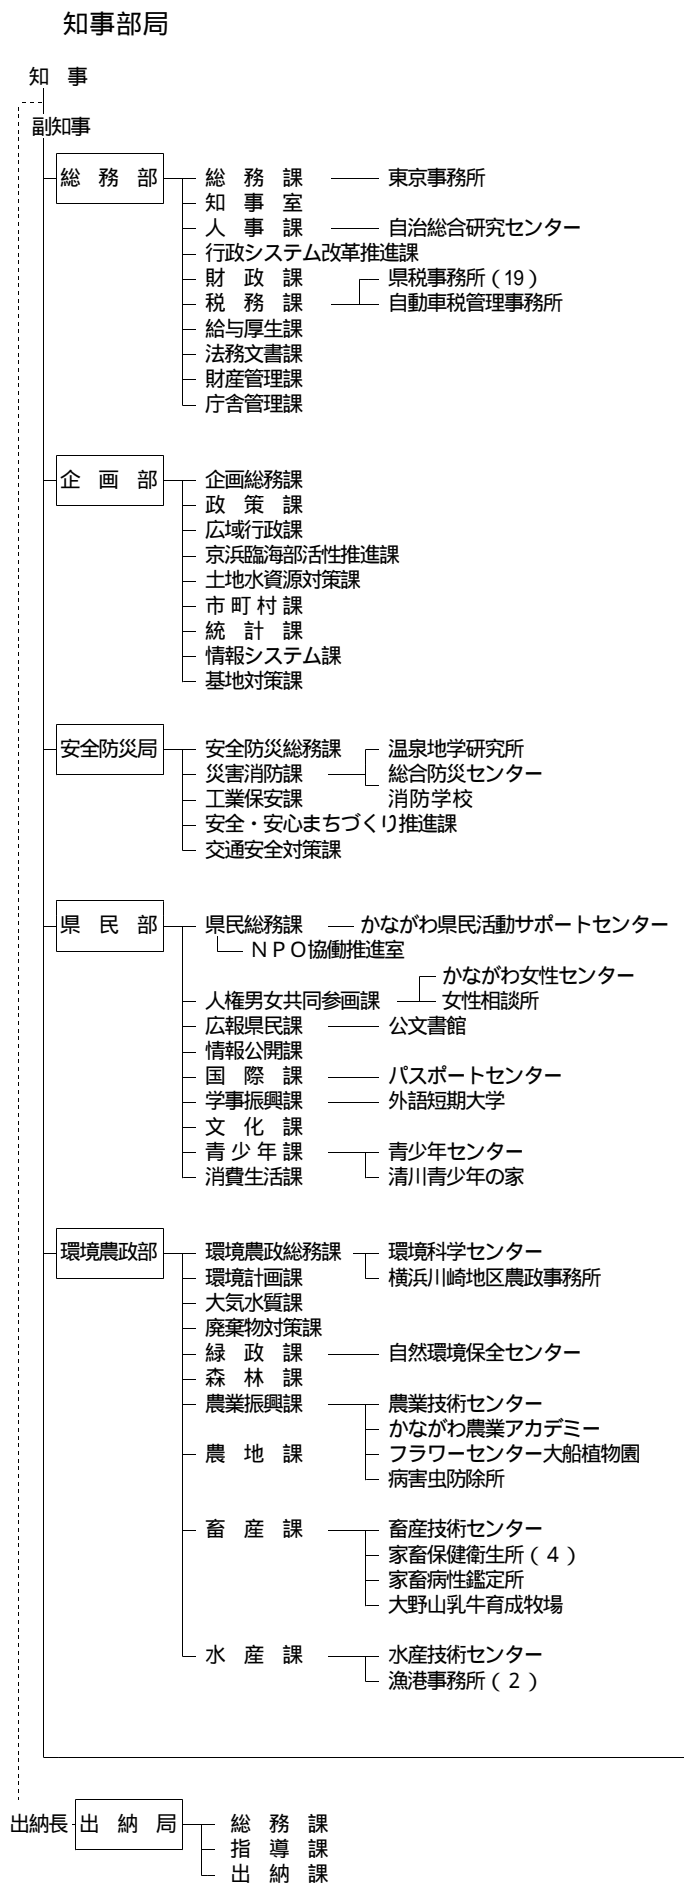 知事部局
知　事
副知事
総　務　部　総　務　課　東京事務所
知　事　室
人　事　課　自治総合研究センター
行政システム改革推進課
財　政　課　県税事務所（19）
税　務　課　自動車税管理事務所
給与厚生課
法務文書課
財産管理課
庁舎管理課
企　画　部　企画総務課
政　策　課
広域行政課
京浜臨海部活性推進課
土地水資源対策課
市 町 村 課
統　計　課
情報システム課
基地対策課
安全防災局　安全防災総務課　温泉地学研究所
災害消防課　総合防災センター
工業保安課　消防学校
安全・安心まちづくり推進課
交通安全対策課
県　民　部　県民総務課　かながわ県民活動サポートセンター
ＮＰＯ協働推進室
かながわ女性センター
人権男女共同参画課　女性相談所
広報県民課　公文書館
情報公開課
国　際　課　パスポートセンター
学事振興課　外語短期大学
文　化　課
青 少 年 課　青少年センター
消費生活課　清川青少年の家
環境農政部　環境農政総務課　環境科学センター
環境計画課　横浜川崎地区農政事務所
大気水質課
廃棄物対策課
緑　政　課　自然環境保全センター
森　林　課
農業振興課　農業技術センター
かながわ農業アカデミー
農　地　課　フラワーセンター大船植物園
病害虫防除所
畜　産　課　畜産技術センター
家畜保健衛生所（４）
家畜病性鑑定所
大野山乳牛育成牧場
水　産　課　水産技術センター
漁港事務所（２）
出納長　出　納　局　総　務　課
指　導　課
出　納　課